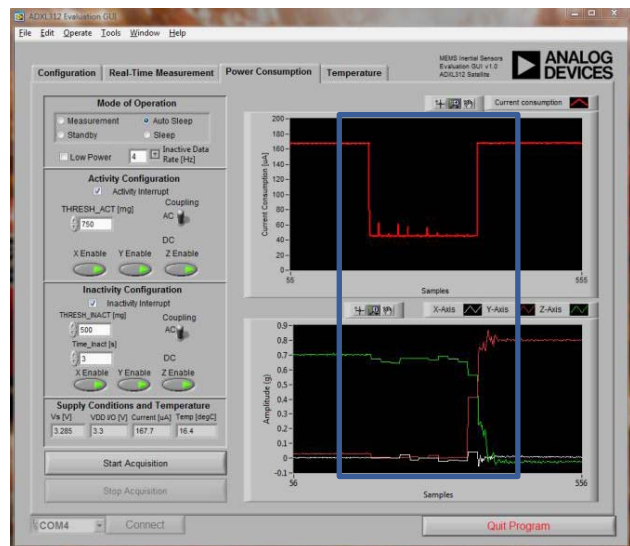 ADXL312 Evaluation GUI
File Edit Operate Tools Window Help
MEMS Inertial Sensors
Evaluation GUI v1.0
ADXL312 Satellite
ANALOG
DEVICES
Configuration Real-Time Measurement Power Consumption Temperature
Mode of Operation
Measurement Auto Sleep
Standby Sleep
Low Power 4 Inactive Data
Rate [Hz]
Activity Configuration
Activity Interrupt
THRESH_ACT [mg] Coupling
750 AC
DC
X Enable Y Enable Z Enable
Inactivity Configuration
Inactivity Interrupt
THRESH_INACT [mg] Coupling
500 AC
Time_Inact [s]
3 DC
X Enable Y Enable Z Enable
Supply Conditions and Temperature
Vs [V] VDD I/O [V] Current [uA] Temp [degC]
3.285 3.3 167.7 16.4
Start Acquisition
Stop Acquisition
Current consumption
Current Consumption [uA]
200
180
160
140
120
100
80
60
40
20
0
55 555
Samples
X-Axis Y-Axis Z-Axis
Amplitude (g)
0.9
0.8
0.7
0.6
0.5
0.4
0.3
0.2
0.1
0
-0.1
56 556
Samples
COM4 Connect Quit Program